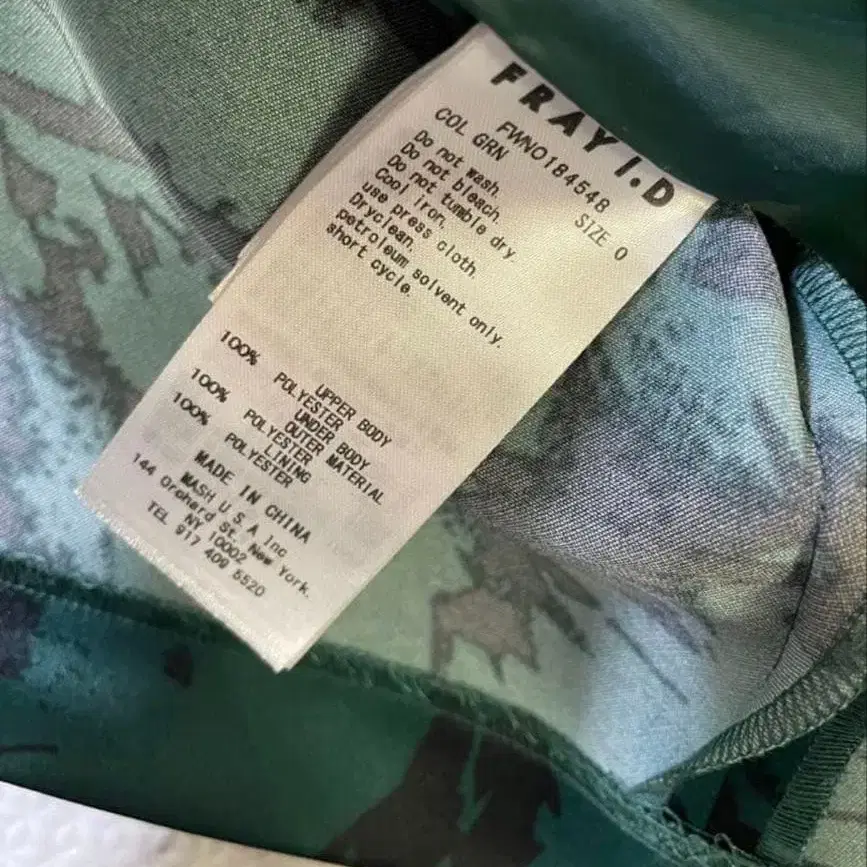 FRAY I.D
FWNO184548
COL GRN SIZE 0
Do not wash.
Do not bleach.
Do not tumble dry
Cool iron.
use press cloth.
Dryclean.
petroleum solvent only.
short cycle.
UPPER BODY
100% POLYESTER
UNDER BODY
OUTER MATERIAL
100% POLYESTER
LINING
100% POLYESTER
MADE IN CHINA
MASH U.S.A Inc
144 Orchard St. New York.
NY 10002
TEL 917 409 5520